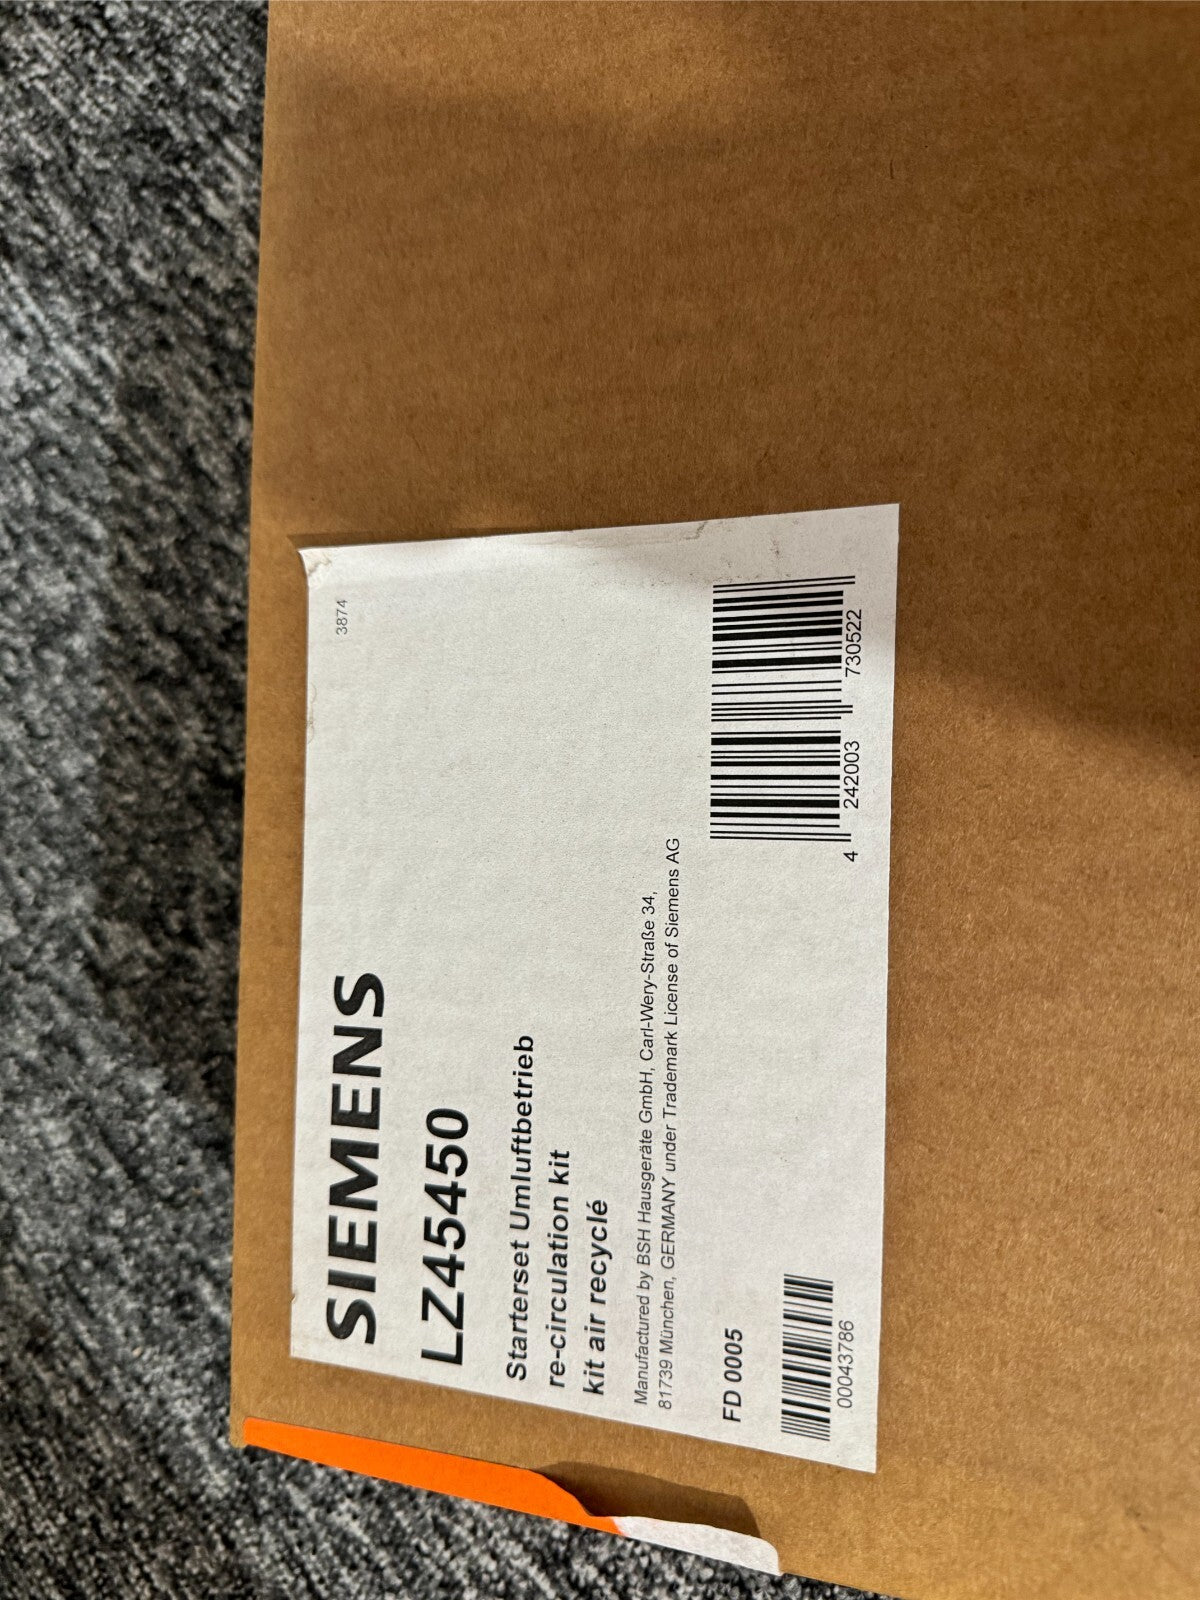 3874
SIEMENS
LZ45450
Starterset Umluftbetrieb
re-circulation kit
kit air recyclé
Manufactured by BSH Hausgeräte GmbH, Carl-Wery-Straße 34,
81739 München, GERMANY under Trademark License of Siemens AG
FD 0005
00043786
4 242003 730522